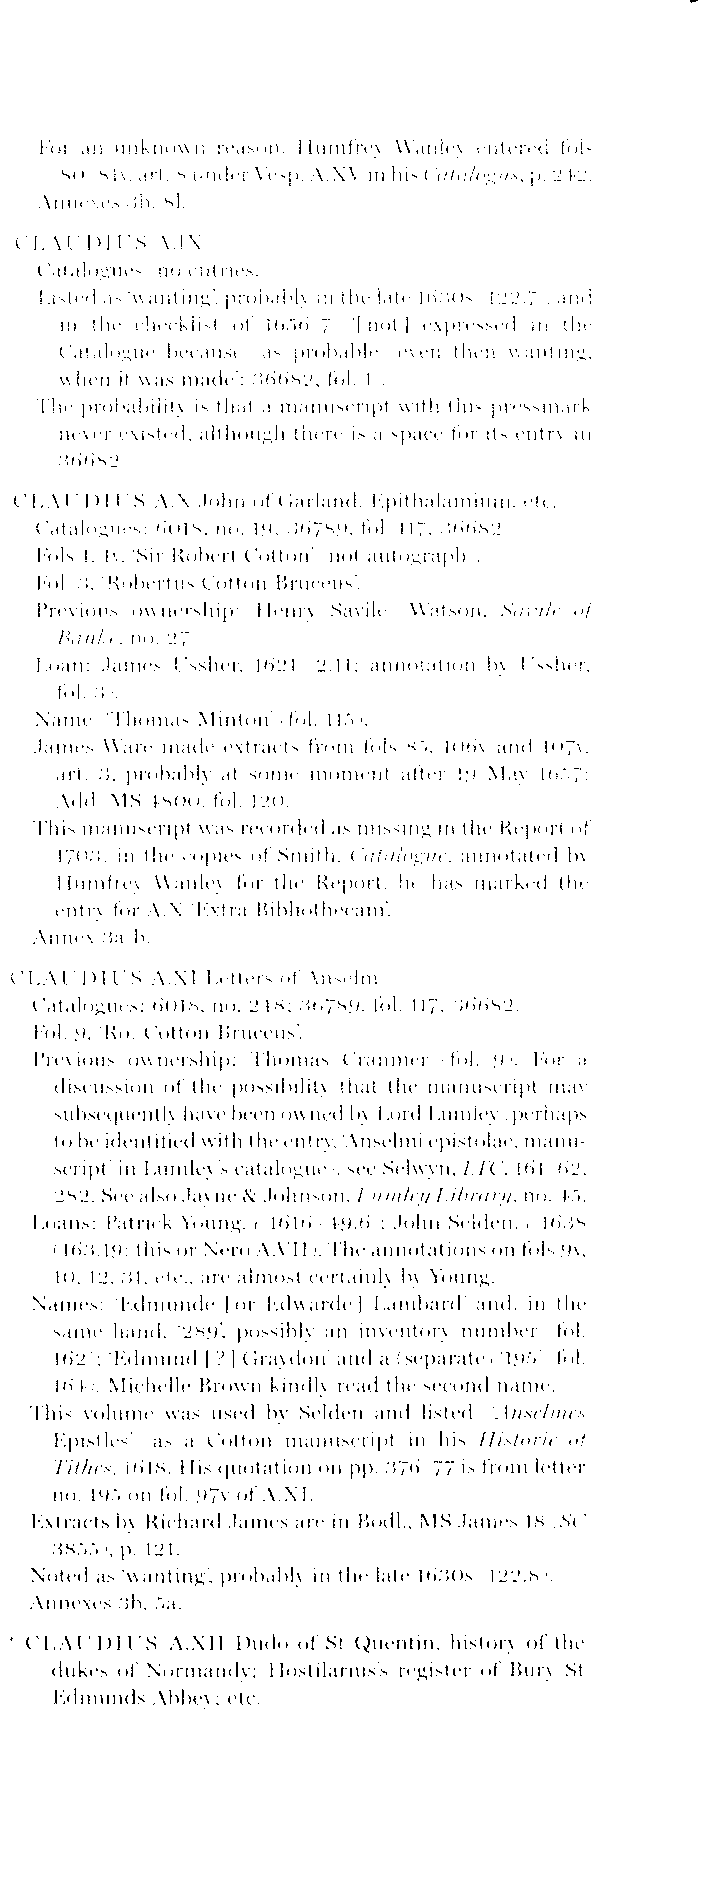 For an unknown reason, Humfrey Wanley entered fols
80–81v, art. 8 under Vesp. A.XV in his Catalogus, p. 242.
Annexes 3b, 8l.
CLAUDIUS A.IX
Catalogues: no entries.
Listed as 'wanting', probably in the late 1630s (122.7), and
in the checklist of 1656–7: '[not] expressed in the
Catalogue because (as probable) even then wanting,
when it was made': 36682, fol. 1
The probability is that a manuscript with this pressmark
never existed, although there is a space for its entry in
36682.
CLAUDIUS A.X John of Garland, Epithalamium, etc.
Catalogues: 6018, no. 19; 36789, fol. 117; 36682.
Fols 1, 1v, 'Sir Robert Cotton' (not autograph).
Fol. 3, 'Robertus Cotton Bruceus'.
Previous ownership: Henry Savile (Watson, Savile of
Banke, no. 27).
Loan: James Ussher, 1621 (2.11; annotation by Ussher,
fol. 3).
Name: 'Thomas Minton' (fol. 115).
James Ware made extracts from fols 85, 106v and 107v,
art. 3, probably at some moment after 19 May 1657:
Add. MS 4800, fol. 120.
This manuscript was recorded as missing in the Report of
1703: in the copies of Smith, Catalogue, annotated by
Humfrey Wanley for the Report, he has marked the
entry for A.X 'Extra Bibliothecam'.
Annex 3a–b.
CLAUDIUS A.XI Letters of Anselm
Catalogues: 6018, no. 248; 36789, fol. 117; 36682.
Fol. 9, 'Ro. Cotton Bruceus'.
Previous ownership: Thomas Cranmer (fol. 9). For a
discussion of the possibility that the manuscript may
subsequently have been owned by Lord Lumley (perhaps
to be identified with the entry, 'Anselmi epistolae, manu-
script' in Lumley's catalogue), see Selwyn, LTC, 161–62,
282. See also Jayne & Johnson, Lumley Library, no. 45.
Loans: Patrick Young, c. 1616 (49.6); John Selden, c. 1638
(163.19: this or Nero A.VII). The annotations on fols 9v,
10, 12, 31, etc., are almost certainly by Young.
Names: 'Edmunde [or Edwarde] Lambard' and, in the
same hand, '289', possibly an inventory number (fol.
162); 'Edmund [?] Graydon' and a (separate) '195' (fol.
164). Michelle Brown kindly read the second name.
This volume was used by Selden and listed ('Anselmes
Epistles') as a Cotton manuscript in his Historie of
Tithes, 1618. His quotation on pp. 376–77 is from letter
no. 195 on fol. 97v of A.XI.
Extracts by Richard James are in Bodl., MS James 18 (SC
3855), p. 121.
Noted as 'wanting', probably in the late 1630s (122.8).
Annexes 3b, 5a.
* CLAUDIUS A.XII Dudo of St Quentin, history of the
dukes of Normandy; Hostilarius's register of Bury St
Edmunds Abbey; etc.